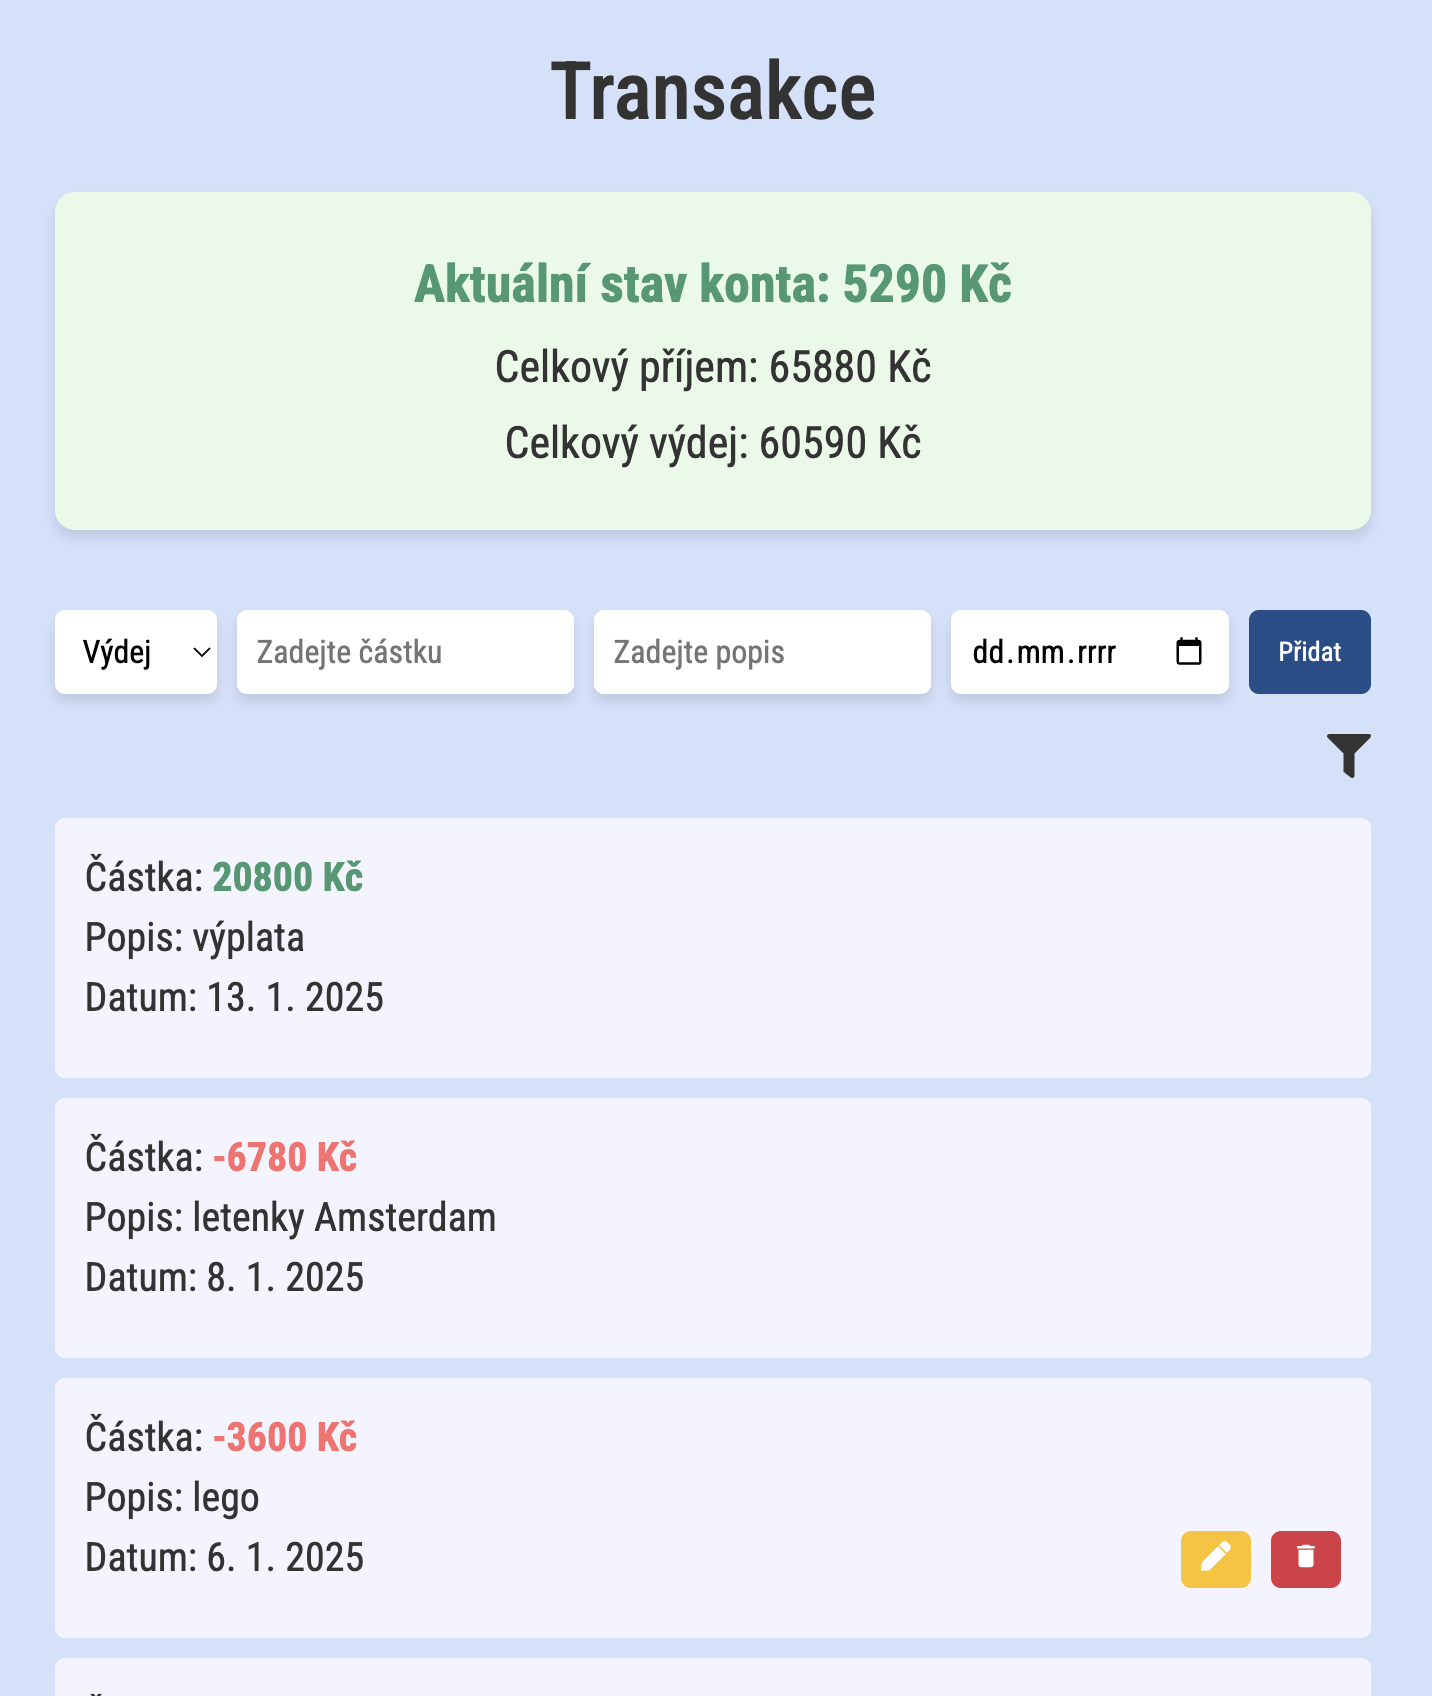 Transakce
Aktuální stav konta: 5290 Kč
Celkový příjem: 65880 Kč
Celkový výdej: 60590 Kč
Výdej Zadejte částku Zadejte popis dd.mm.rrrr Přidat
Částka: 20800 Kč
Popis: výplata
Datum: 13. 1. 2025
Částka: -6780 Kč
Popis: letenky Amsterdam
Datum: 8. 1. 2025
Částka: -3600 Kč
Popis: lego
Datum: 6. 1. 2025